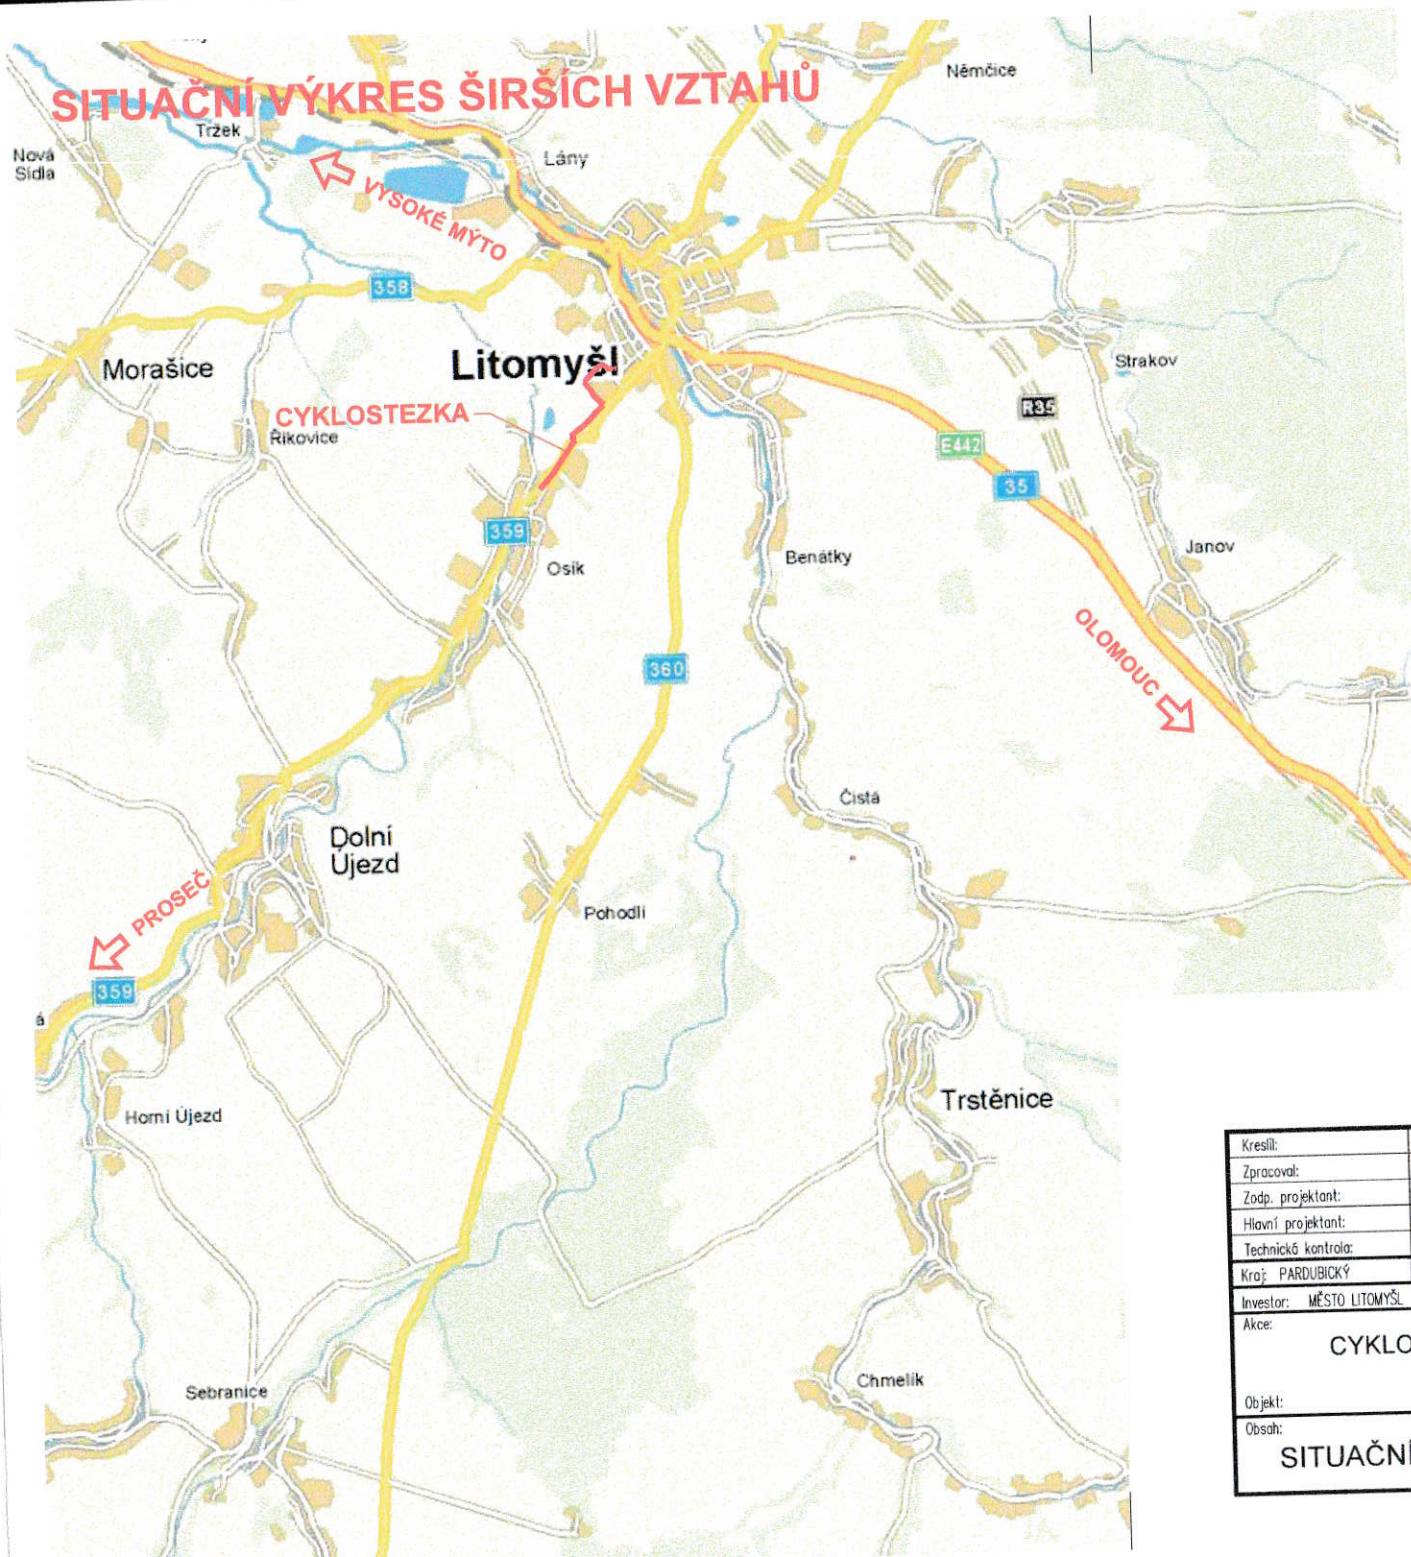 SITUAČNÍ VÝKRES ŠIRŠÍCH VZTAHŮ
Němčice
Tržek
Lány
Nová
Sídla
VYSOKÉ MÝTO
358
Morašice
Litomyšl
Strakov
R35
CYKLOSTEZKA
Řikovice
E442
35
359
Osík
Benátky
Janov
OLOMOUC
360
Čistá
Dolní
Újezd
PROSEČ
Pohodlí
359
á
Trstěnice
Horní Újezd
Sebranice
Chmelík
Kreslil:
Zpracoval:
Zodp. projektant:
Hlavní projektant:
Technická kontrola:
Kraj: PARDUBICKÝ
Investor: MĚSTO LITOMYŠL
Akce:
CYKLO
Objekt:
Obsah:
SITUAČNÍ